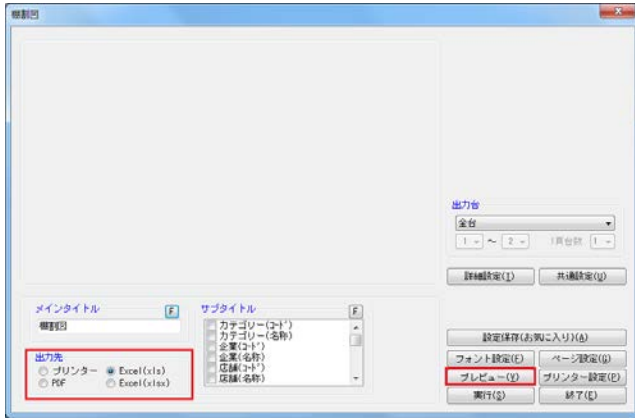 棚割図
出力台
全台
1 ～ 2 1頁台数 1
詳細設定(I) 共通設定(U)
メインタイトル F サブタイトル F
棚割図
カテゴリー(コード)
カテゴリー(名称)
企業(コード)
企業(名称)
店舗(コード)
店舗(名称)
出力先
プリンター Excel(xls)
PDF Excel(xlsx)
設定保存(お気に入り)(A)
フォント設定(F) ページ設定(G)
プレビュー(V) プリンター設定(P)
実行(S) 終了(E)